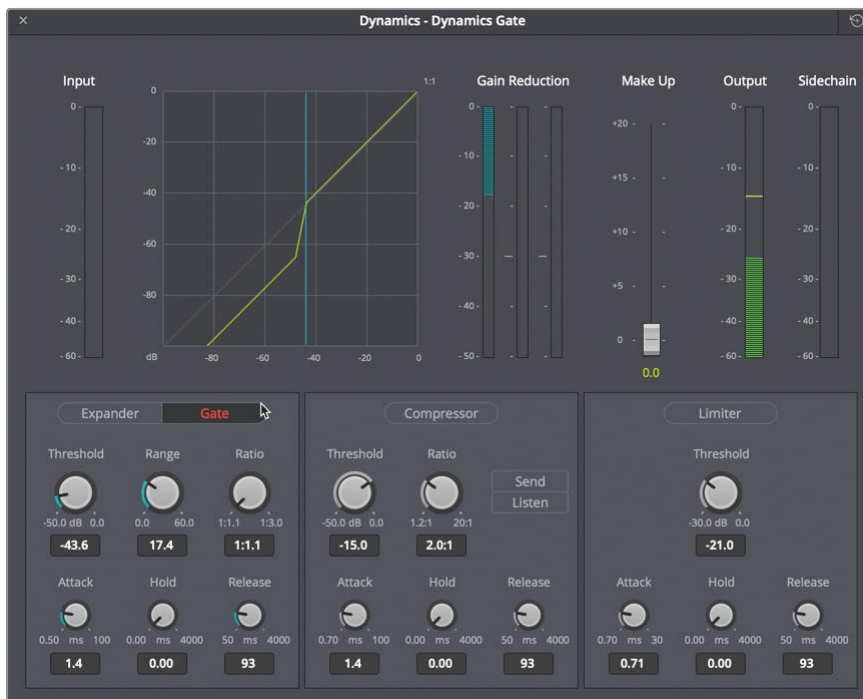 Dynamics - Dynamics Gate
Input
Gain Reduction
Make Up
Output
Sidechain
0-
-10-
-20-
-30-
-40-
-60-
0
-20
-40
-60
-80
dB
-80
-60
-40
-20
0
1:1
0-
-10-
-20-
-30-
-40-
-50-
+20
+15
+10
+5
0
0.0
0-
-10-
-20-
-30-
-40-
-60-
0-
-10-
-20-
-30-
-40-
-60-
Expander
Gate
Threshold
Range
Ratio
-50.0 dB 0.0
0.0 60.0
1:1.1 1:3.0
-43.6
17.4
1:1.1
Attack
Hold
Release
0.50 ms 100
0.00 ms 4000
50 ms 4000
1.4
0.00
93
Compressor
Threshold
Ratio
-50.0 dB 0.0
1.2:1 20:1
-15.0
2.0:1
Send
Listen
Attack
Hold
Release
0.70 ms 100
0.00 ms 4000
50 ms 4000
1.4
0.00
93
Limiter
Threshold
-30.0 dB 0.0
-21.0
Attack
Hold
Release
0.70 ms 30
0.00 ms 4000
50 ms 4000
0.71
0.00
93